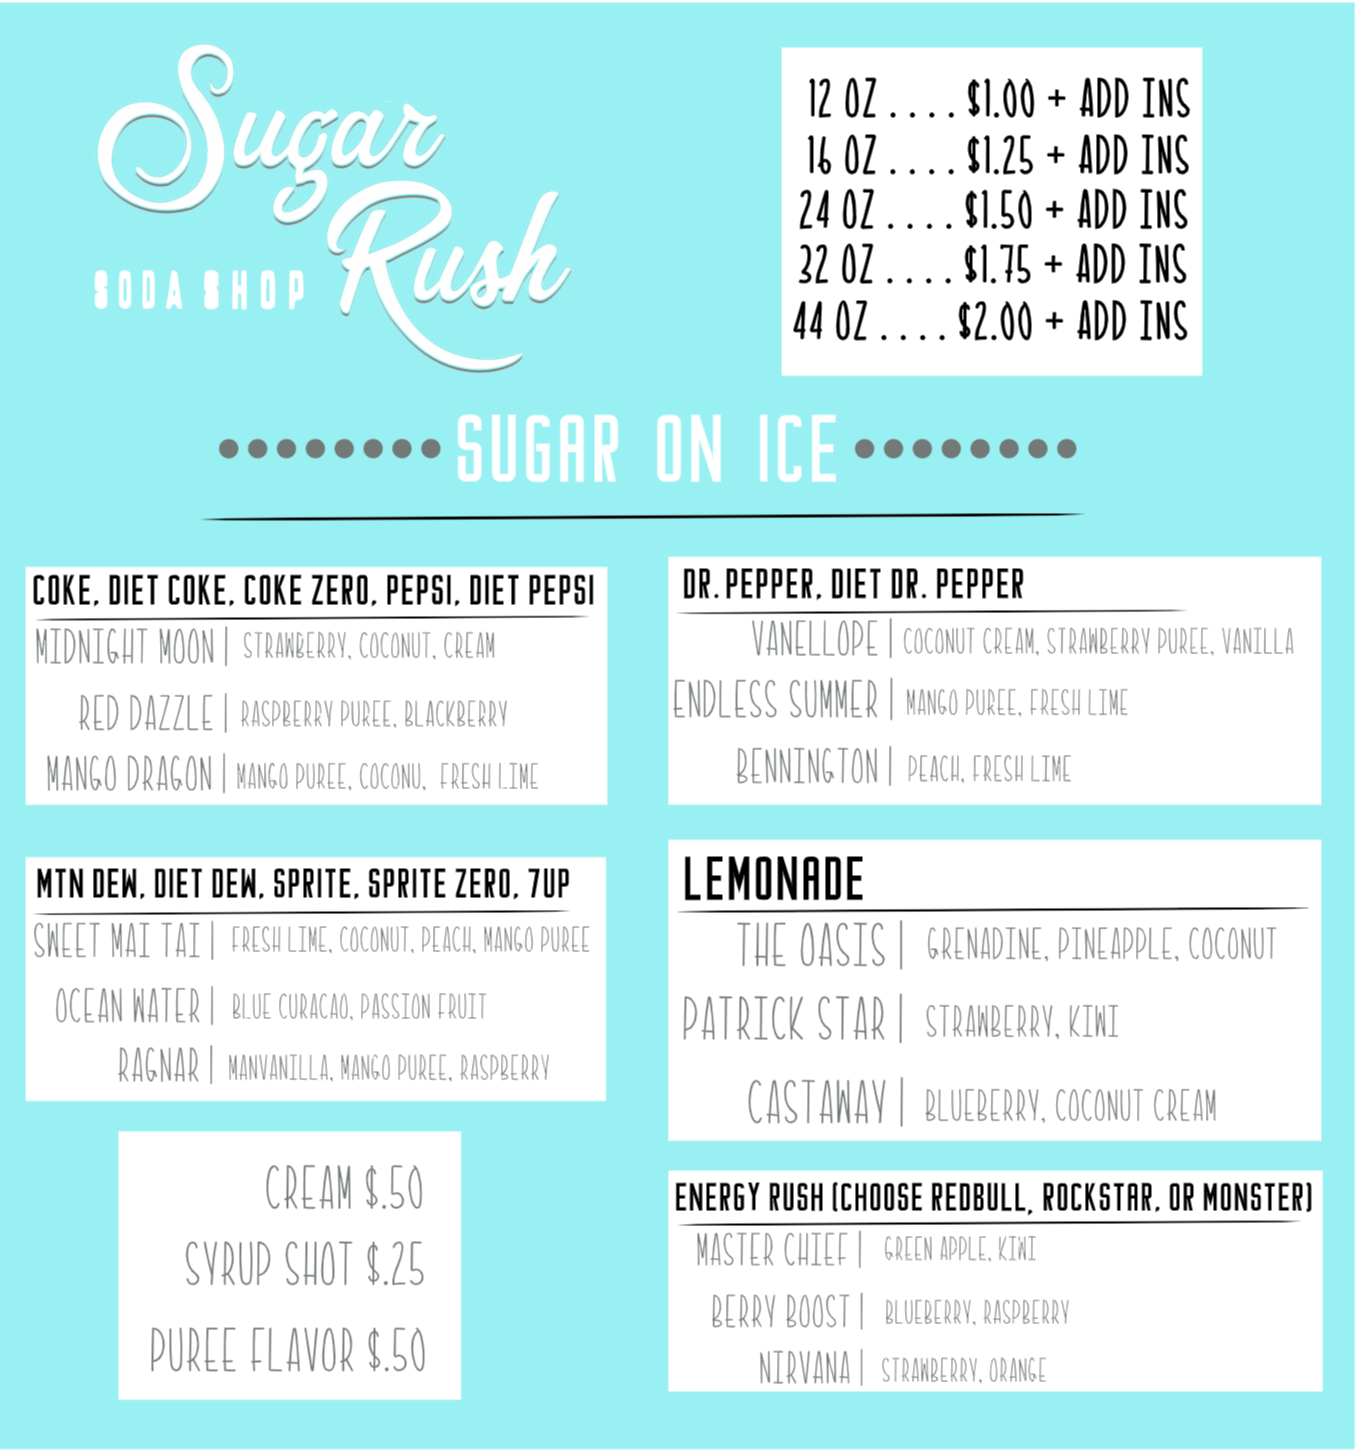 Sugar
Rush
SODA SHOP
12 OZ . . . . $1.00 + ADD INS
16 OZ . . . . $1.25 + ADD INS
24 OZ . . . . $1.50 + ADD INS
32 OZ . . . . $1.75 + ADD INS
44 OZ . . . . $2.00 + ADD INS
SUGAR ON ICE
COKE, DIET COKE, COKE ZERO, PEPSI, DIET PEPSI
MIDNIGHT MOON | STRAWBERRY, COCONUT, CREAM
RED DAZZLE | RASPBERRY PUREE, BLACKBERRY
MANGO DRAGON | MANGO PUREE, COCONU, FRESH LIME
DR. PEPPER, DIET DR. PEPPER
VANELLOPE | COCONUT CREAM, STRAWBERRY PUREE, VANILLA
ENDLESS SUMMER | MANGO PUREE, FRESH LIME
BENNINGTON | PEACH, FRESH LIME
MTN DEW, DIET DEW, SPRITE, SPRITE ZERO, 7UP
SWEET MAI TAI | FRESH LIME, COCONUT, PEACH, MANGO PUREE
OCEAN WATER | BLUE CURACAO, PASSION FRUIT
RAGNAR | MANVANILLA, MANGO PUREE, RASPBERRY
LEMONADE
THE OASIS | GRENADINE, PINEAPPLE, COCONUT
PATRICK STAR | STRAWBERRY, KIWI
CASTAWAY | BLUEBERRY, COCONUT CREAM
CREAM $.50
SYRUP SHOT $.25
PUREE FLAVOR $.50
ENERGY RUSH (CHOOSE REDBULL, ROCKSTAR, OR MONSTER)
MASTER CHIEF | GREEN APPLE, KIWI
BERRY BOOST | BLUEBERRY, RASPBERRY
NIRVANA | STRAWBERRY, ORANGE